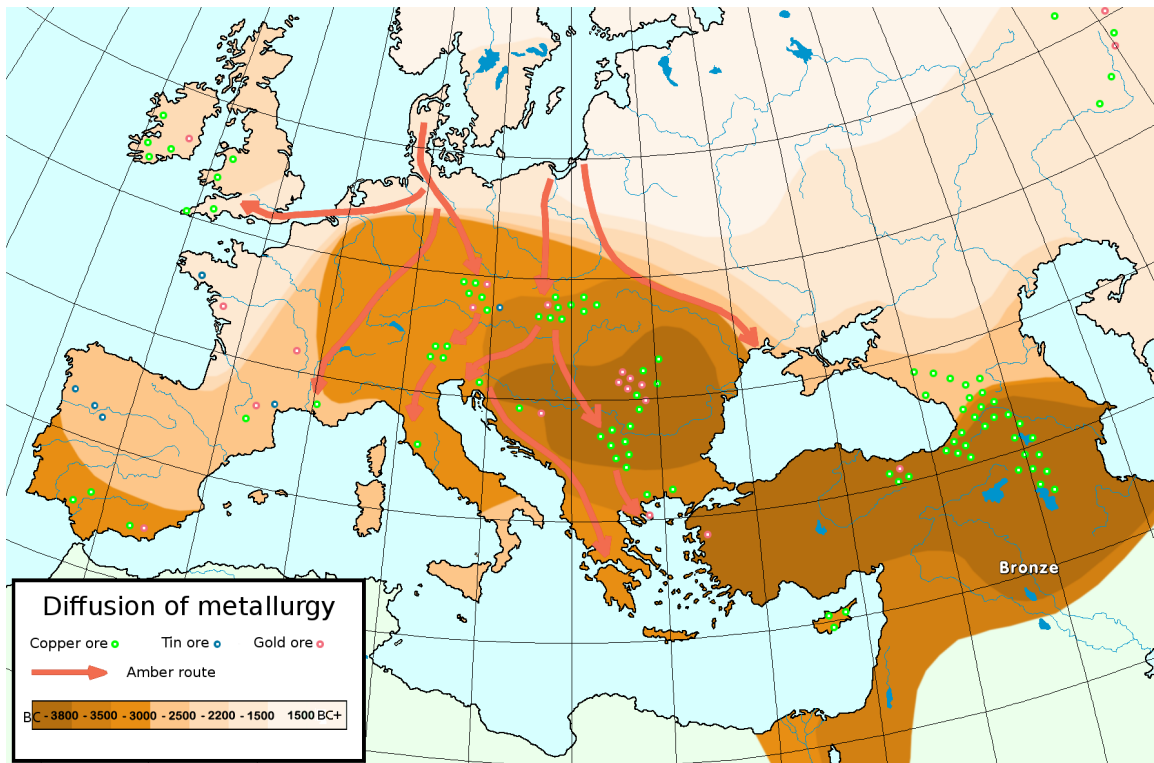 Bronze
Diffusion of metallurgy
Copper ore Tin ore Gold ore
Amber route
BC - 3800 - 3500 - 3000 - 2500 - 2200 - 1500 1500 BC+